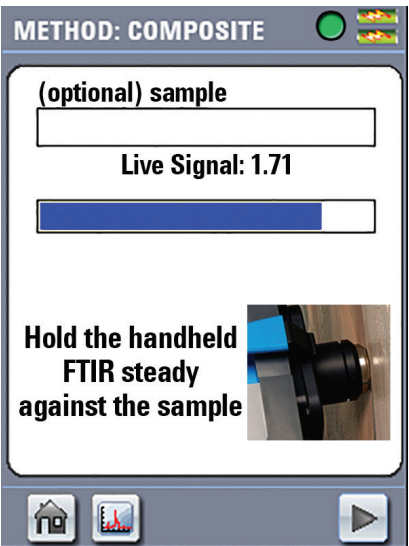 METHOD: COMPOSITE
(optional) sample
Live Signal: 1.71
Hold the handheld
FTIR steady
against the sample